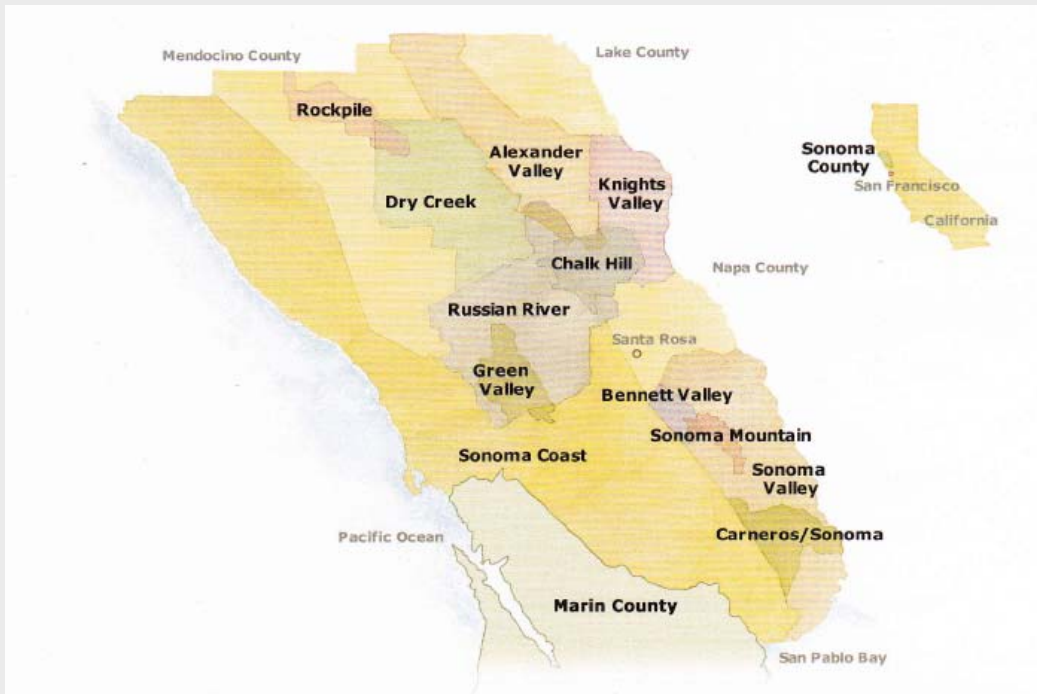 Mendocino County
Lake County
Rockpile
Alexander
Valley
Sonoma
County
San Francisco
California
Knights
Valley
Dry Creek
Chalk Hill
Napa County
Russian River
Santa Rosa
Green
Valley
Bennett Valley
Sonoma Mountain
Sonoma Coast
Sonoma
Valley
Pacific Ocean
Carneros/Sonoma
Marin County
San Pablo Bay